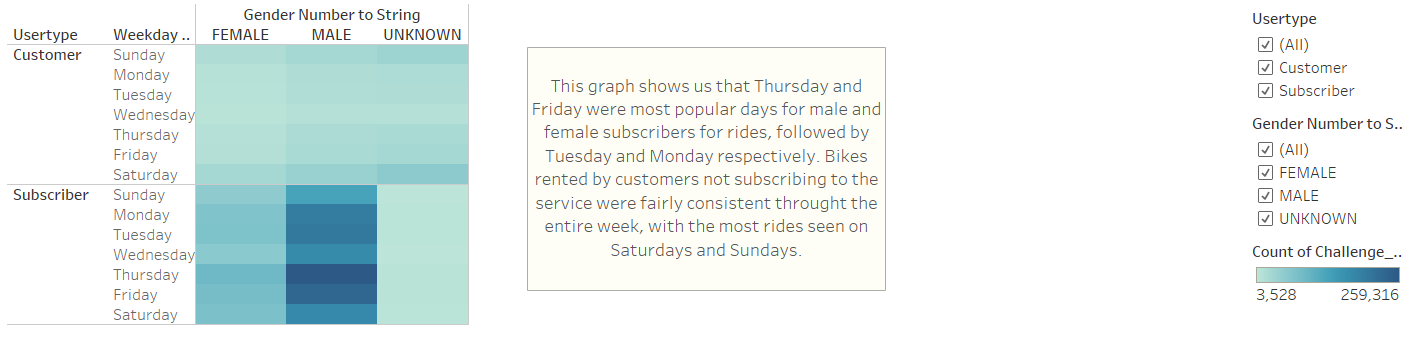 Gender Number to String
Usertype Weekday .. FEMALE MALE UNKNOWN
Customer Sunday
Monday
Tuesday
Wednesday
Thursday
Friday
Saturday
Subscriber Sunday
Monday
Tuesday
Wednesday
Thursday
Friday
Saturday
This graph shows us that Thursday and
Friday were most popular days for male and
female subscribers for rides, followed by
Tuesday and Monday respectively. Bikes
rented by customers not subscribing to the
service were fairly consistent throught the
entire week, with the most rides seen on
Saturdays and Sundays.
Usertype
(All)
Customer
Subscriber
Gender Number to S..
(All)
FEMALE
MALE
UNKNOWN
Count of Challenge_..
3,528 259,316